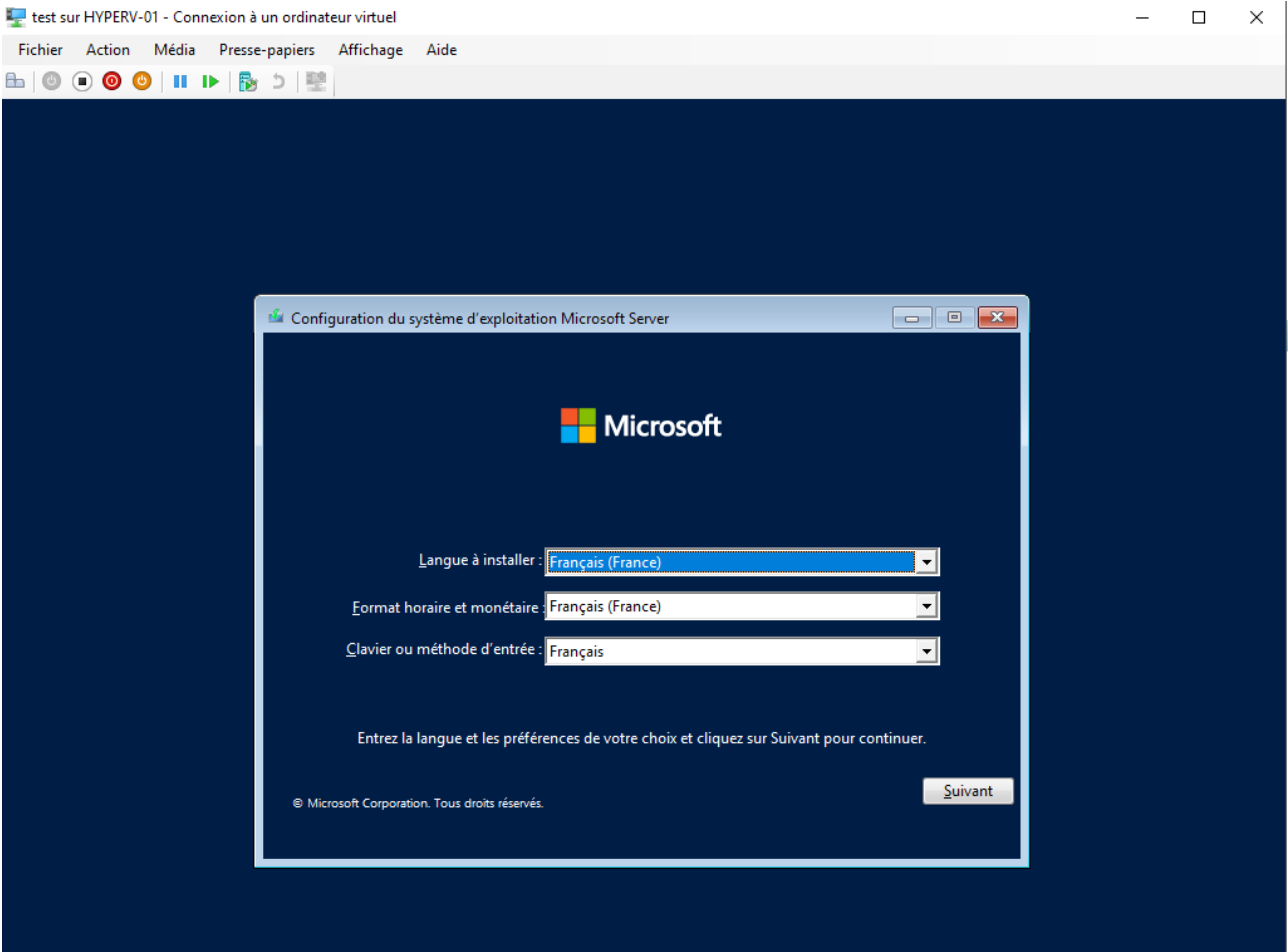 test sur HYPERV-01 - Connexion à un ordinateur virtuel
Fichier Action Média Presse-papiers Affichage Aide
Configuration du système d'exploitation Microsoft Server
Microsoft
Langue à installer : Français (France)
Format horaire et monétaire : Français (France)
Clavier ou méthode d'entrée : Français
Entrez la langue et les préférences de votre choix et cliquez sur Suivant pour continuer.
Suivant
© Microsoft Corporation. Tous droits réservés.